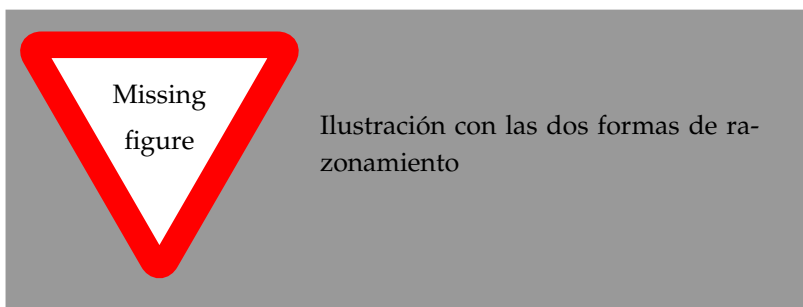 Missing
figure
Ilustración con las dos formas de ra-
zonamiento